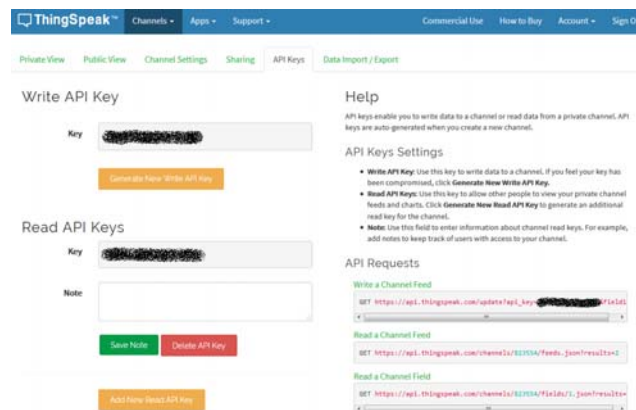 ThingSpeak™ Channels Apps Support Commercial Use How to Buy Account Sign O
Private View Public View Channel Settings Sharing API Keys Data Import / Export
Write API Key
Key
Generate New Write API Key
Read API Keys
Key
Note
Save Note Delete API Key
Add New Read API Key
Help
API keys enable you to write data to a channel or read data from a private channel. API
keys are auto-generated when you create a new channel.
API Keys Settings
• Write API Key: Use this key to write data to a channel. If you feel your key has
been compromised, click Generate New Write API Key.
• Read API Keys: Use this key to allow other people to view your private channel
feeds and charts. Click Generate New Read API Key to generate an additional
read key for the channel.
• Note: Use this field to enter information about channel read keys. For example,
add notes to keep track of users with access to your channel.
API Requests
Write a Channel Feed
GET https://api.thingspeak.com/update?api_key=
Read a Channel Feed
GET https://api.thingspeak.com/channels/ /feeds.json?results=2
Read a Channel Field
GET https://api.thingspeak.com/channels/ /fields/1.json?results=